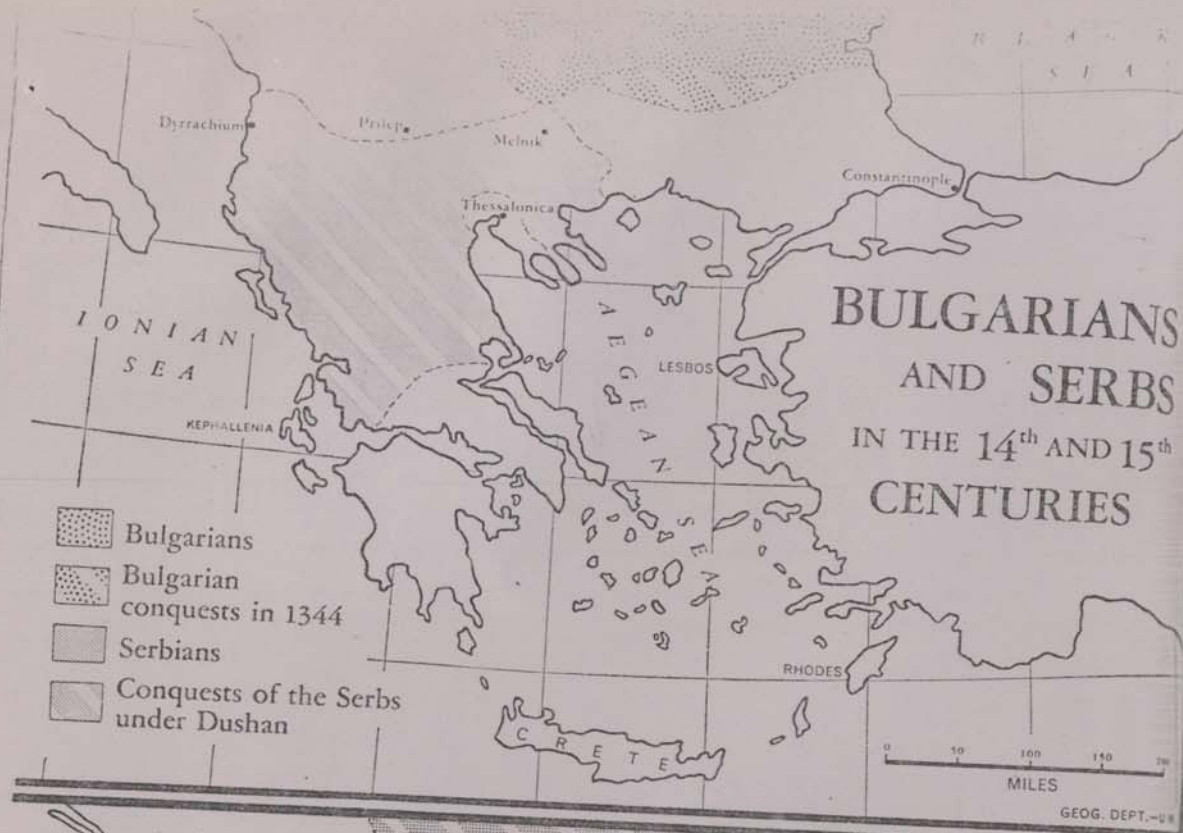 BLACK
SEA
Dyrrachium
Prilep
Melnik
Constantinople
Thessalonica
IONIAN
SEA
AEGEAN SEA
LESBOS
KEPHALLENIA
BULGARIANS
AND SERBS
IN THE 14th AND 15th
CENTURIES
Bulgarians
Bulgarian
conquests in 1344
Serbians
Conquests of the Serbs
under Dushan
RHODES
CRETE
0 50 100 150
MILES
GEOG. DEPT.